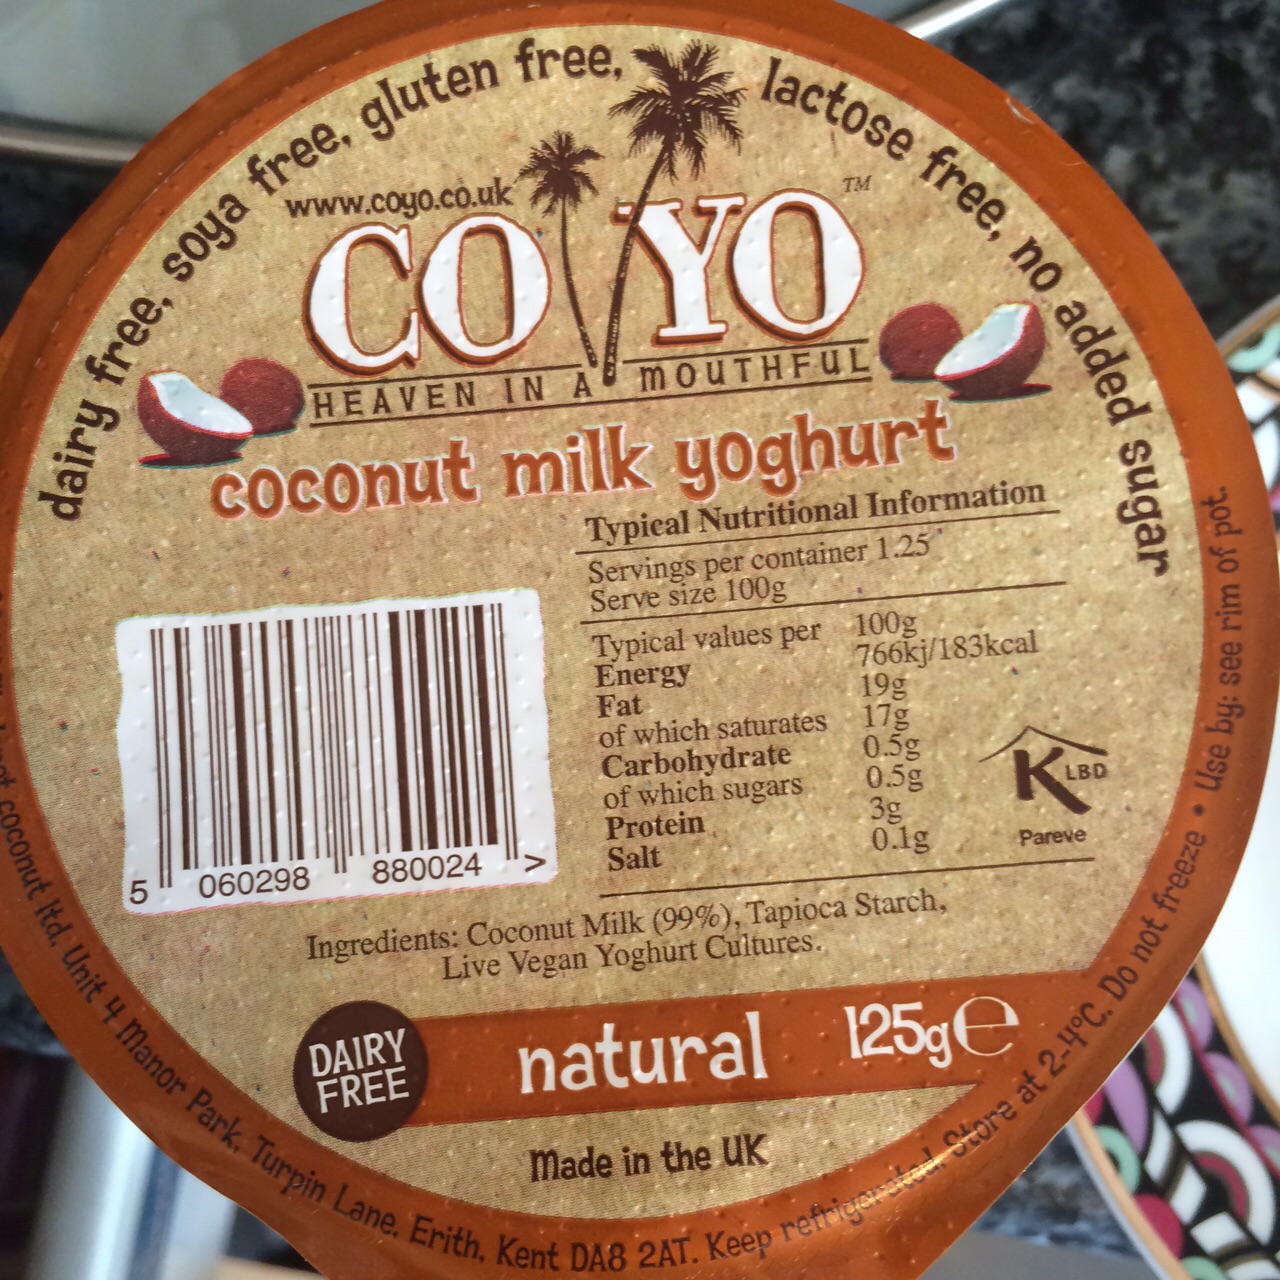 dairy free, soya free, gluten free, lactose free, no added sugar
www.coyo.co.uk
CO YO ™
HEAVEN IN A MOUTHFUL
coconut milk yoghurt
Typical Nutritional Information
Servings per container 1.25
Serve size 100g
Typical values per 100g
Energy 766kj/183kcal
Fat 19g
of which saturates 17g
Carbohydrate 0.5g
of which sugars 0.5g
Protein 3g
Salt 0.1g
K LBD
Pareve
5 060298 880024 >
Ingredients: Coconut Milk (99%), Tapioca Starch,
Live Vegan Yoghurt Cultures.
DAIRY
FREE
natural 125g℮
Made in the UK
coconut ltd. Unit 4 Manor Park, Turpin Lane, Erith, Kent DA8 2AT. Keep refrigerated. Store at 2-4°C. Do not freeze • Use by: see rim of pot.